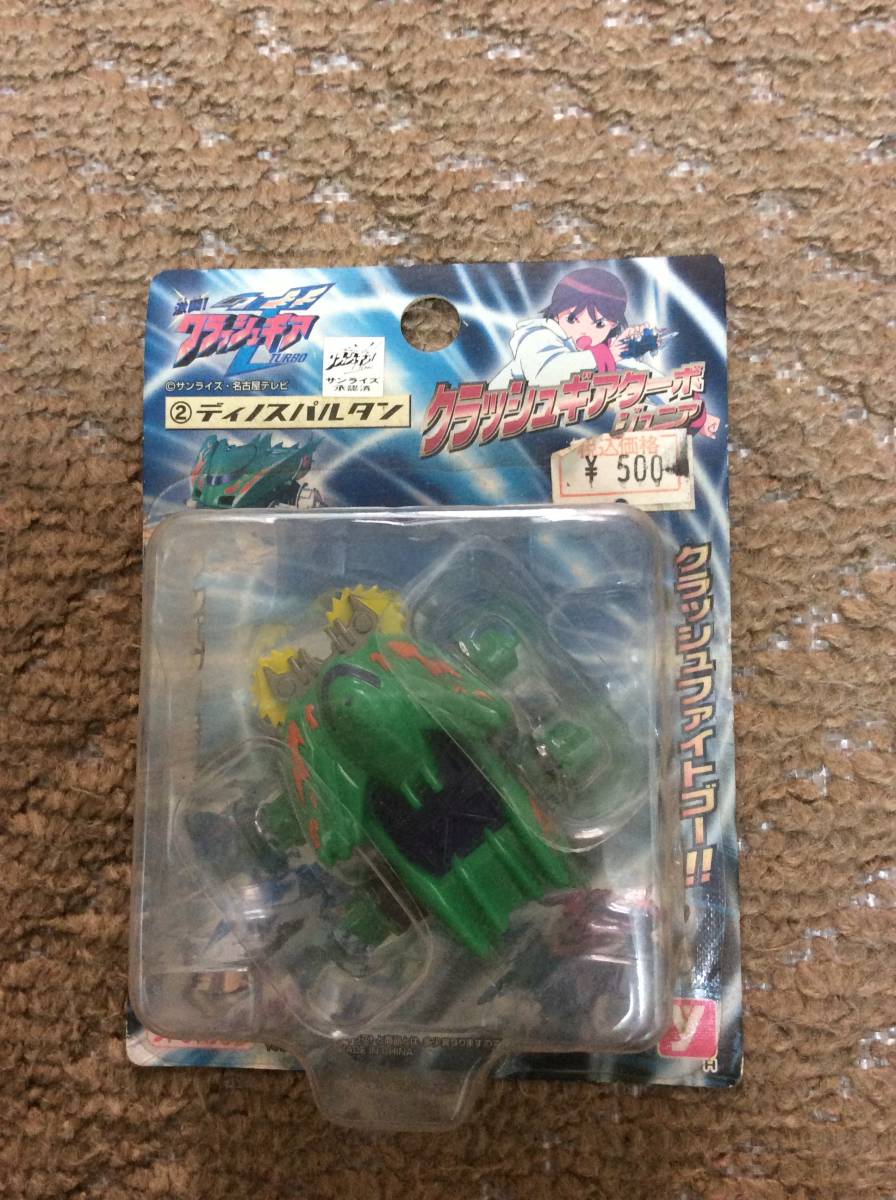 激闘!
クラッシュギア
TURBO
©サンライズ・名古屋テレビ
サンライズ
承認済
②ディノスパルタン
クラッシュギアターボ
ジュニア
税込価格
¥ 500
クラッシュファイトゴー!!
MADE IN CHINA
y
H